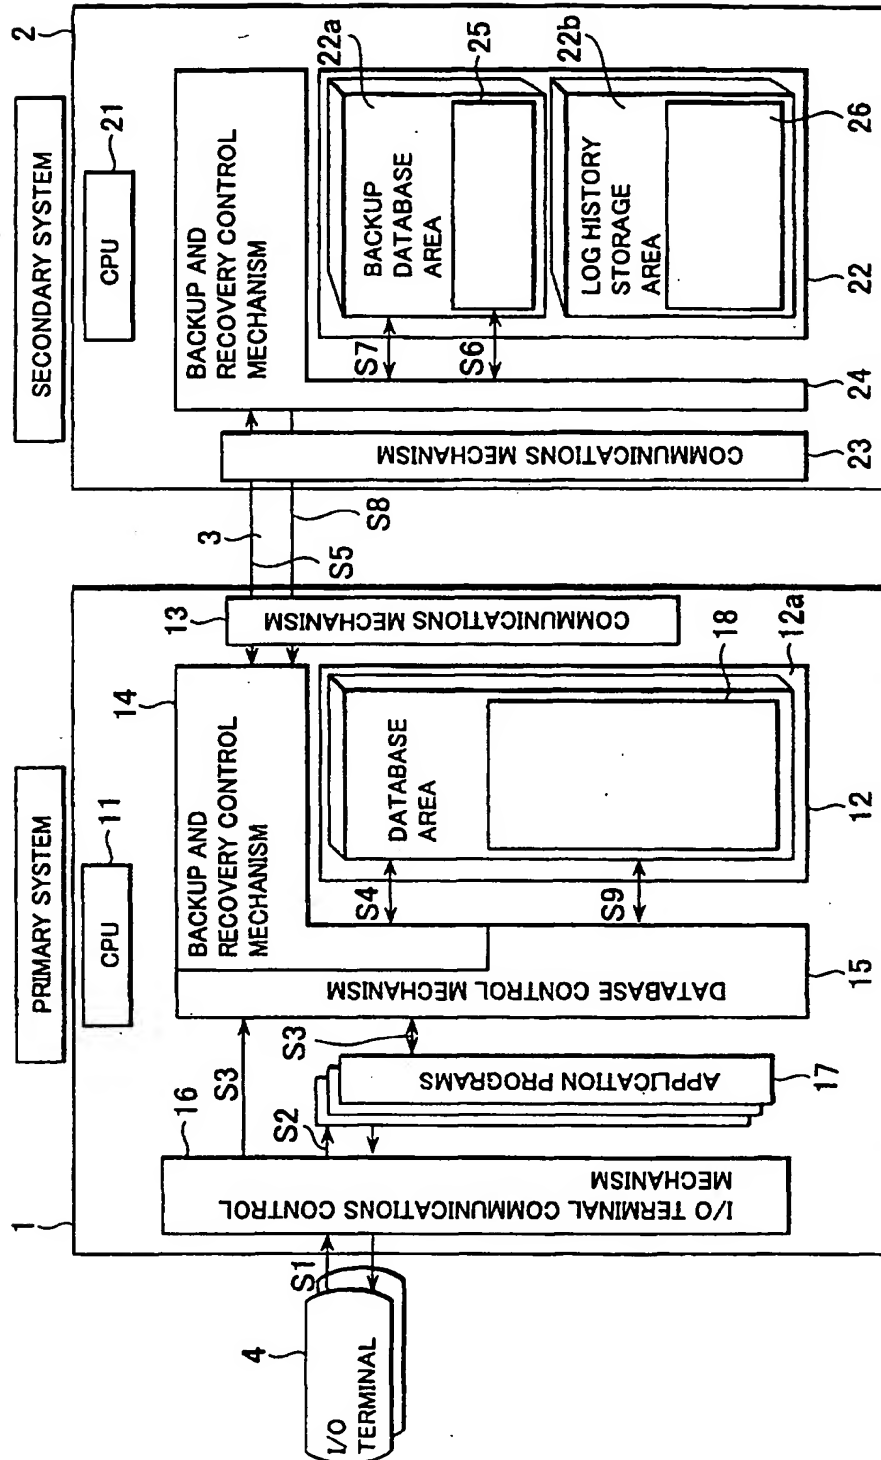 PRIMARY SYSTEM
1
CPU
11
I/O
TERMINAL
4
S1
I/O TERMINAL COMMUNICATIONS CONTROL
MECHANISM
16
S2
S3
APPLICATION PROGRAMS
17
S3
DATABASE CONTROL MECHANISM
15
BACKUP AND
RECOVERY CONTROL
MECHANISM
14
S4
S9
DATABASE
AREA
18
12a
12
COMMUNICATIONS MECHANISM
13
3
S5
S8
SECONDARY SYSTEM
2
CPU
21
COMMUNICATIONS MECHANISM
23
BACKUP AND
RECOVERY CONTROL
MECHANISM
24
S7
S6
BACKUP
DATABASE
AREA
22a
25
LOG HISTORY
STORAGE
AREA
22b
26
22